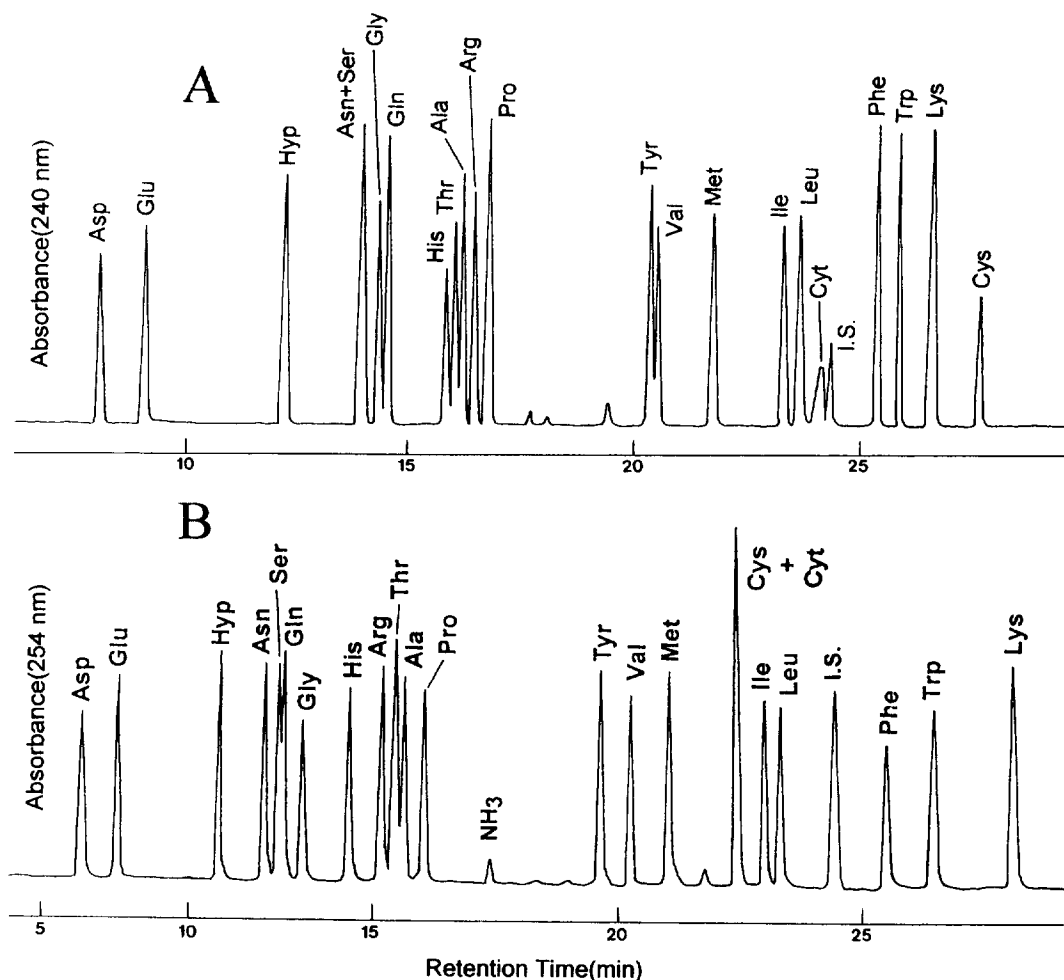 A
Absorbance(240 nm)
Asp
Glu
Hyp
Asn+Ser
Gly
Gln
His
Thr
Ala
Arg
Pro
Tyr
Val
Met
Ile
Leu
Cyt
I.S.
Phe
Trp
Lys
Cys
10 15 20 25
B
Absorbance(254 nm)
Asp
Glu
Hyp
Asn
Ser
Gln
Gly
His
Arg
Thr
Ala
Pro
NH3
Tyr
Val
Met
Cys + Cyt
Ile
Leu
I.S.
Phe
Trp
Lys
5 10 15 20 25
Retention Time(min)